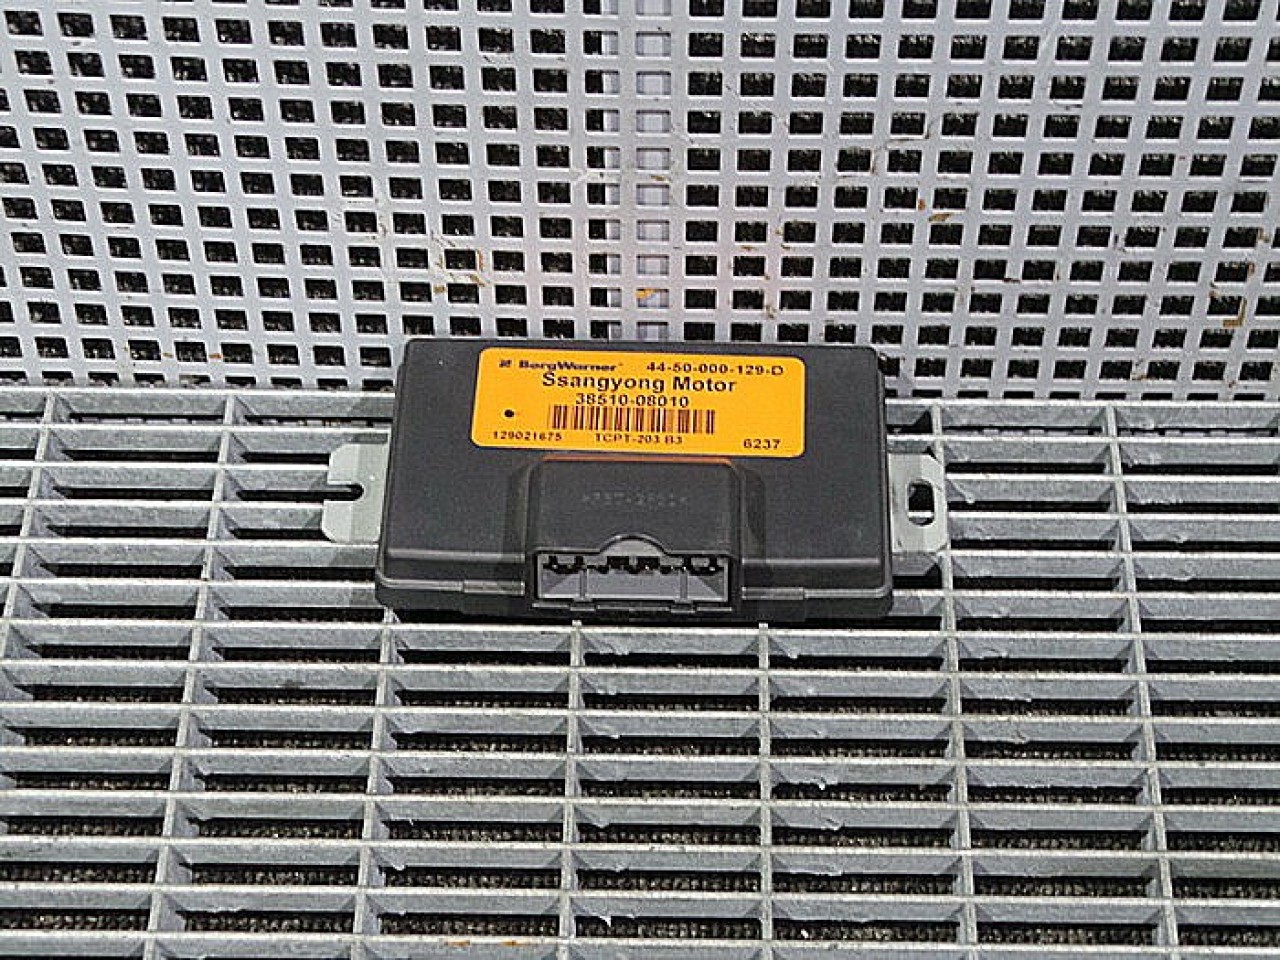 BorgWarner 44-50-000-129-D
Ssangyong Motor
38510-08010
129021675 TCPT-203 B3 6237